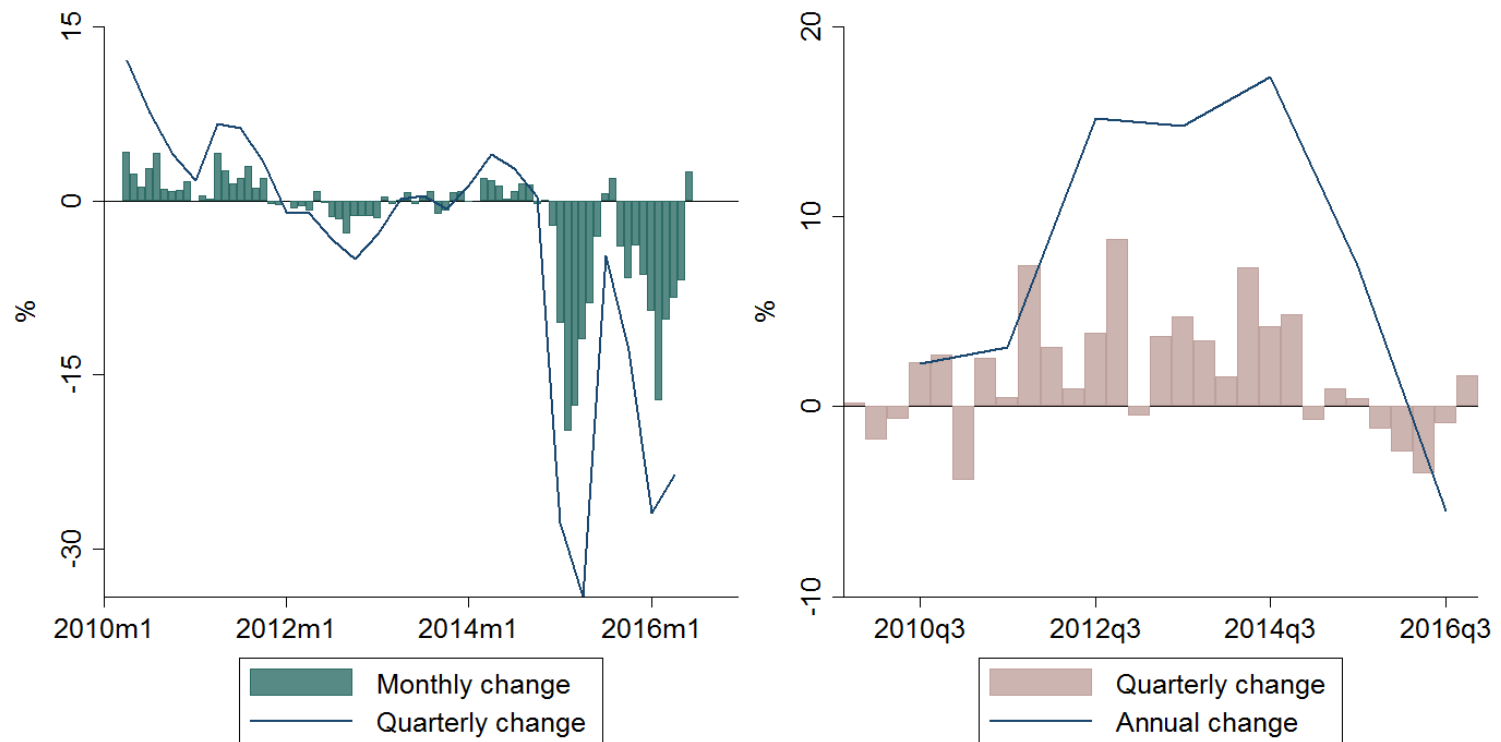 15
0
-15
-30
%
2010m1 2012m1 2014m1 2016m1
Monthly change
Quarterly change
20
10
0
-10
%
2010q3 2012q3 2014q3 2016q3
Quarterly change
Annual change